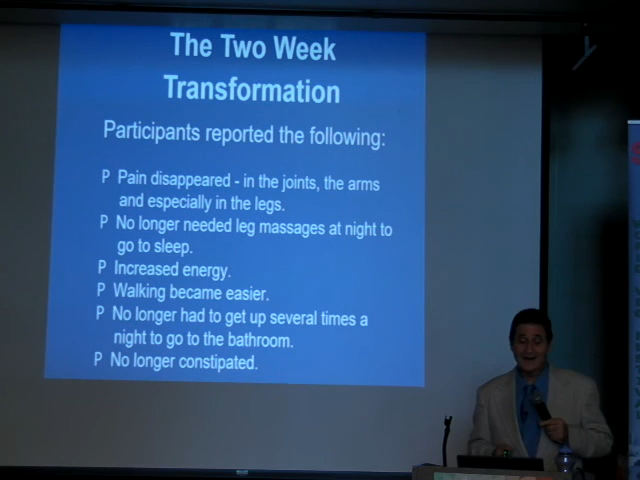 The Two Week
Transformation
Participants reported the following:
P Pain disappeared - in the joints, the arms
and especially in the legs.
P No longer needed leg massages at night to
go to sleep.
P Increased energy.
P Walking became easier.
P No longer had to get up several times a
night to go to the bathroom.
P No longer constipated.